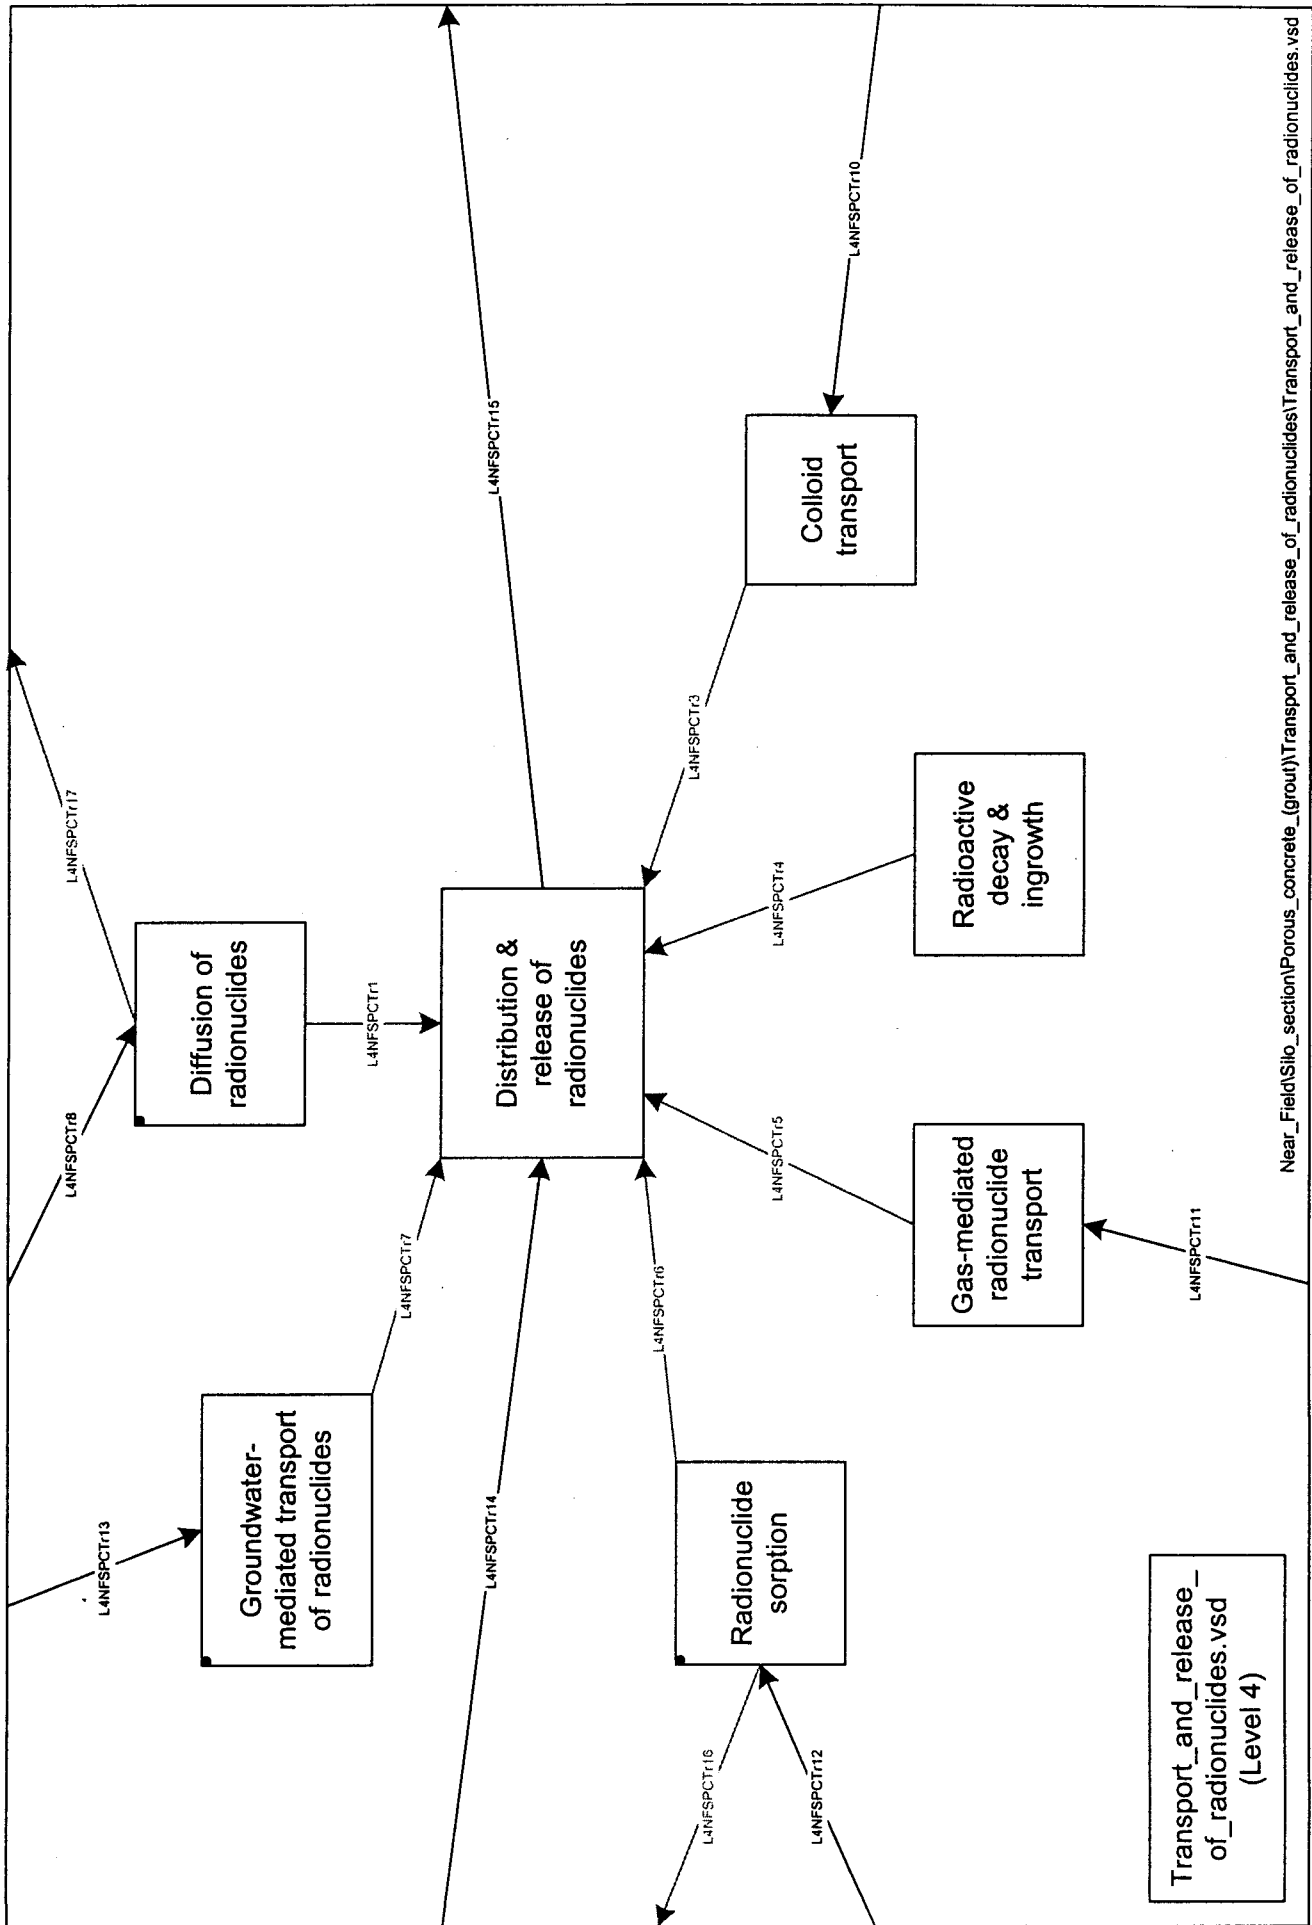 L4NFSPCTr13
L4NFSPCTr8
L4NFSPCTr17
Diffusion of
radionuclides
Groundwater-
mediated transport
of radionuclides
L4NFSPCTr1
L4NFSPCTr7
L4NFSPCTr14
L4NFSPCTr15
Distribution &
release of
radionuclides
L4NFSPCTr6
L4NFSPCTr3
L4NFSPCTr16
Radionuclide
sorption
L4NFSPCTr5
L4NFSPCTr4
Colloid
transport
L4NFSPCTr12
L4NFSPCTr10
Gas-mediated
radionuclide
transport
Radioactive
decay &
ingrowth
L4NFSPCTr11
Transport_and_release_
of_radionuclides.vsd
(Level 4)
Near_Field\Silo_section\Porous_concrete_(grout)\Transport_and_release_of_radionuclides\Transport_and_release_of_radionuclides.vsd